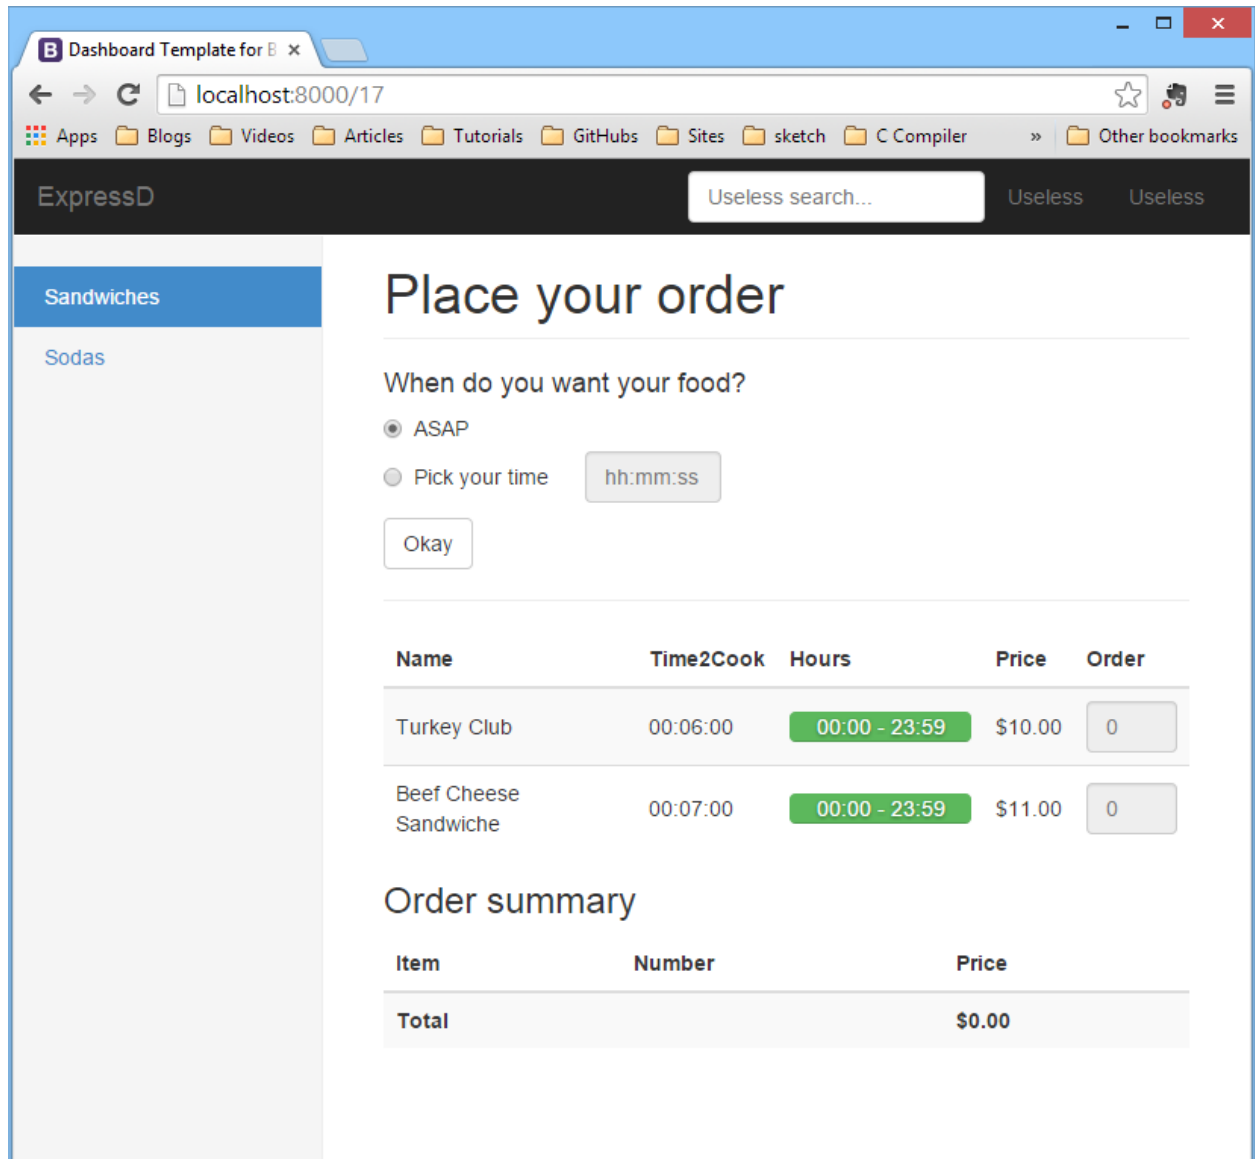 Dashboard Template for B
localhost:8000/17
Apps Blogs Videos Articles Tutorials GitHubs Sites sketch C Compiler » Other bookmarks
ExpressD Useless search... Useless Useless
Sandwiches
Sodas
Place your order
When do you want your food?
ASAP
Pick your time hh:mm:ss
Okay
Name Time2Cook Hours Price Order
Turkey Club 00:06:00 00:00 - 23:59 $10.00 0
Beef Cheese
Sandwiche 00:07:00 00:00 - 23:59 $11.00 0
Order summary
Item Number Price
Total $0.00